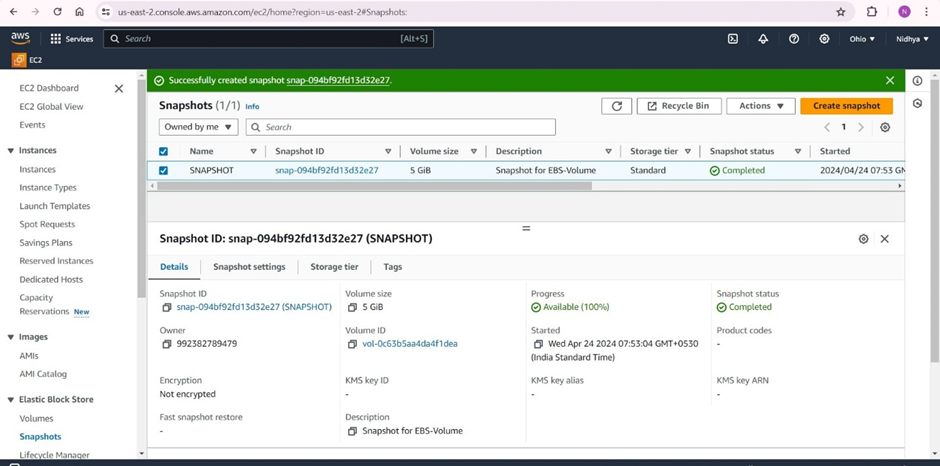 us-east-2.console.aws.amazon.com/ec2/home?region=us-east-2#Snapshots:
N
aws
Services
Search
[Alt+S]
Ohio
Nidhya
EC2
EC2 Dashboard
EC2 Global View
Events
Instances
Instances
Instance Types
Launch Templates
Spot Requests
Savings Plans
Reserved Instances
Dedicated Hosts
Capacity
Reservations New
Images
AMIs
AMI Catalog
Elastic Block Store
Volumes
Snapshots
Lifecycle Manager
Successfully created snapshot snap-094bf92fd13d32e27.
Snapshots (1/1) Info
Recycle Bin
Actions
Create snapshot
Owned by me
Search
1
Name Snapshot ID Volume size Description Storage tier Snapshot status Started
SNAPSHOT snap-094bf92fd13d32e27 5 GiB Snapshot for EBS-Volume Standard Completed 2024/04/24 07:53 GM
Snapshot ID: snap-094bf92fd13d32e27 (SNAPSHOT)
Details Snapshot settings Storage tier Tags
Snapshot ID
snap-094bf92fd13d32e27 (SNAPSHOT)
Volume size
5 GiB
Progress
Available (100%)
Snapshot status
Completed
Owner
992382789479
Volume ID
vol-0c63b5aa4da4f1dea
Started
Wed Apr 24 2024 07:53:04 GMT+0530
(India Standard Time)
Product codes
-
Encryption
Not encrypted
KMS key ID
-
KMS key alias
-
KMS key ARN
-
Fast snapshot restore
-
Description
Snapshot for EBS-Volume